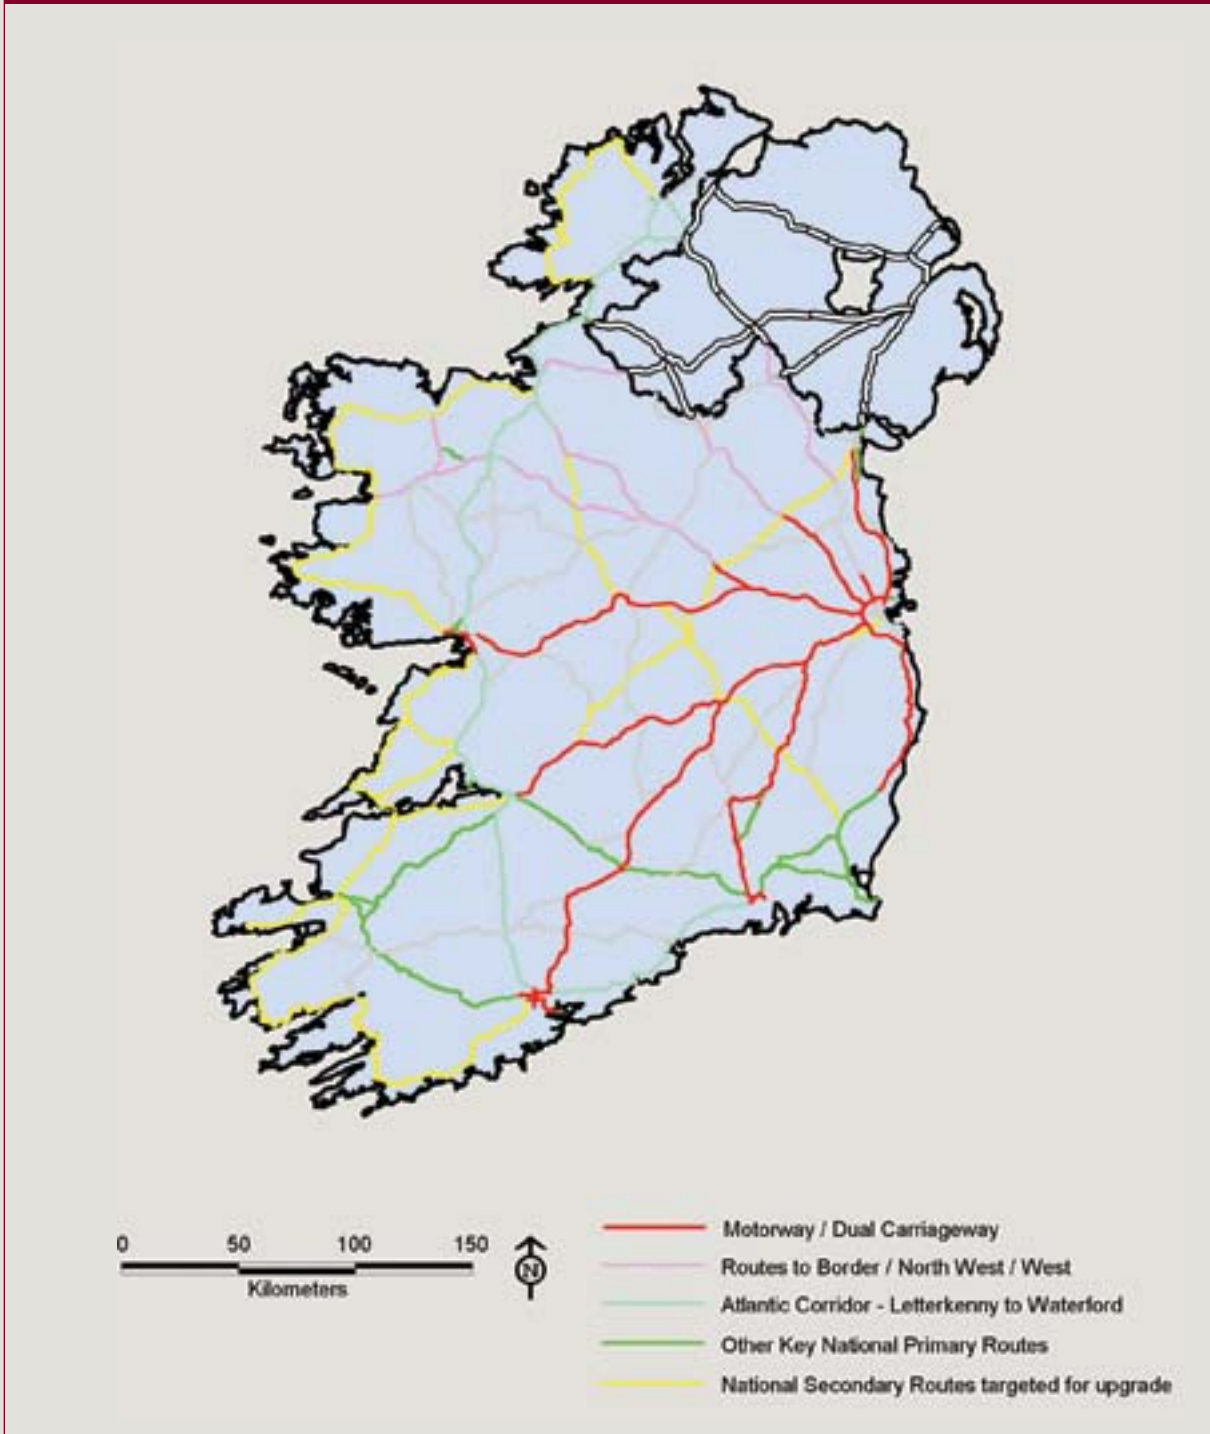 0 50 100 150
Kilometers
N
Motorway / Dual Carriageway
Routes to Border / North West / West
Atlantic Corridor - Letterkenny to Waterford
Other Key National Primary Routes
National Secondary Routes targeted for upgrade